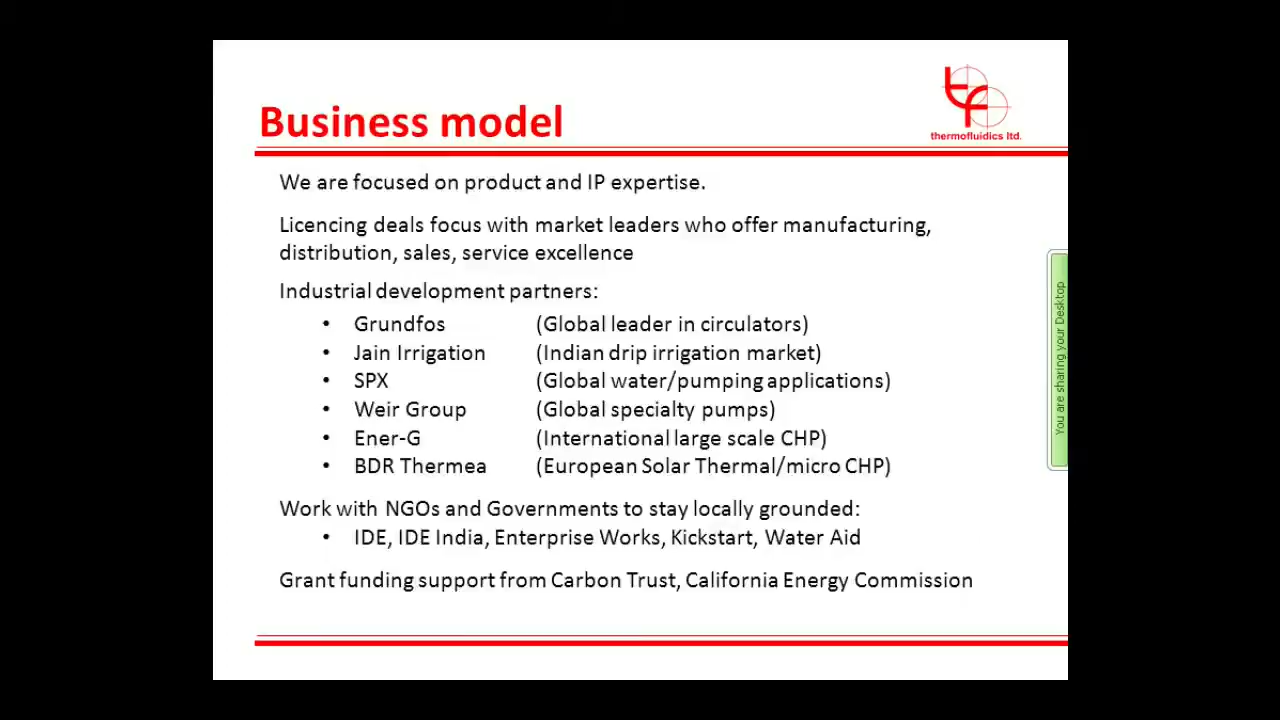 thermofluidics ltd.
Business model
We are focused on product and IP expertise.
Licencing deals focus with market leaders who offer manufacturing,
distribution, sales, service excellence
Industrial development partners:
• Grundfos (Global leader in circulators)
• Jain Irrigation (Indian drip irrigation market)
• SPX (Global water/pumping applications)
• Weir Group (Global specialty pumps)
• Ener-G (International large scale CHP)
• BDR Thermea (European Solar Thermal/micro CHP)
Work with NGOs and Governments to stay locally grounded:
• IDE, IDE India, Enterprise Works, Kickstart, Water Aid
Grant funding support from Carbon Trust, California Energy Commission
You are sharing your Desktop